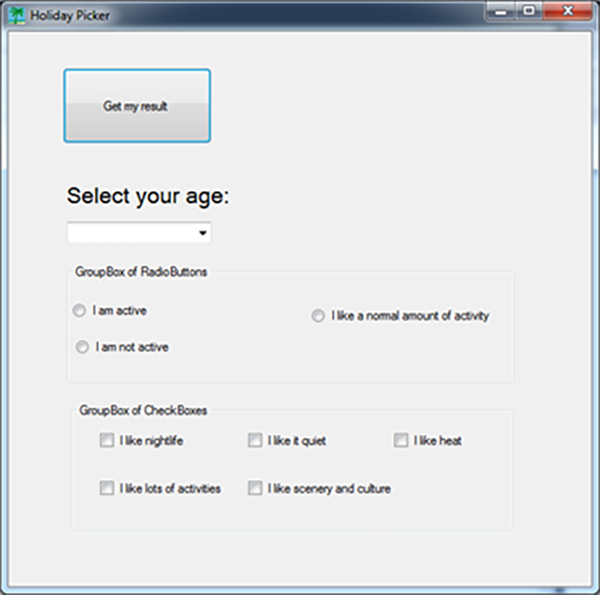 Holiday Picker
Get my result
Select your age:
GroupBox of RadioButtons
I am active
I like a normal amount of activity
I am not active
GroupBox of CheckBoxes
I like nightlife
I like it quiet
I like heat
I like lots of activities
I like scenery and culture